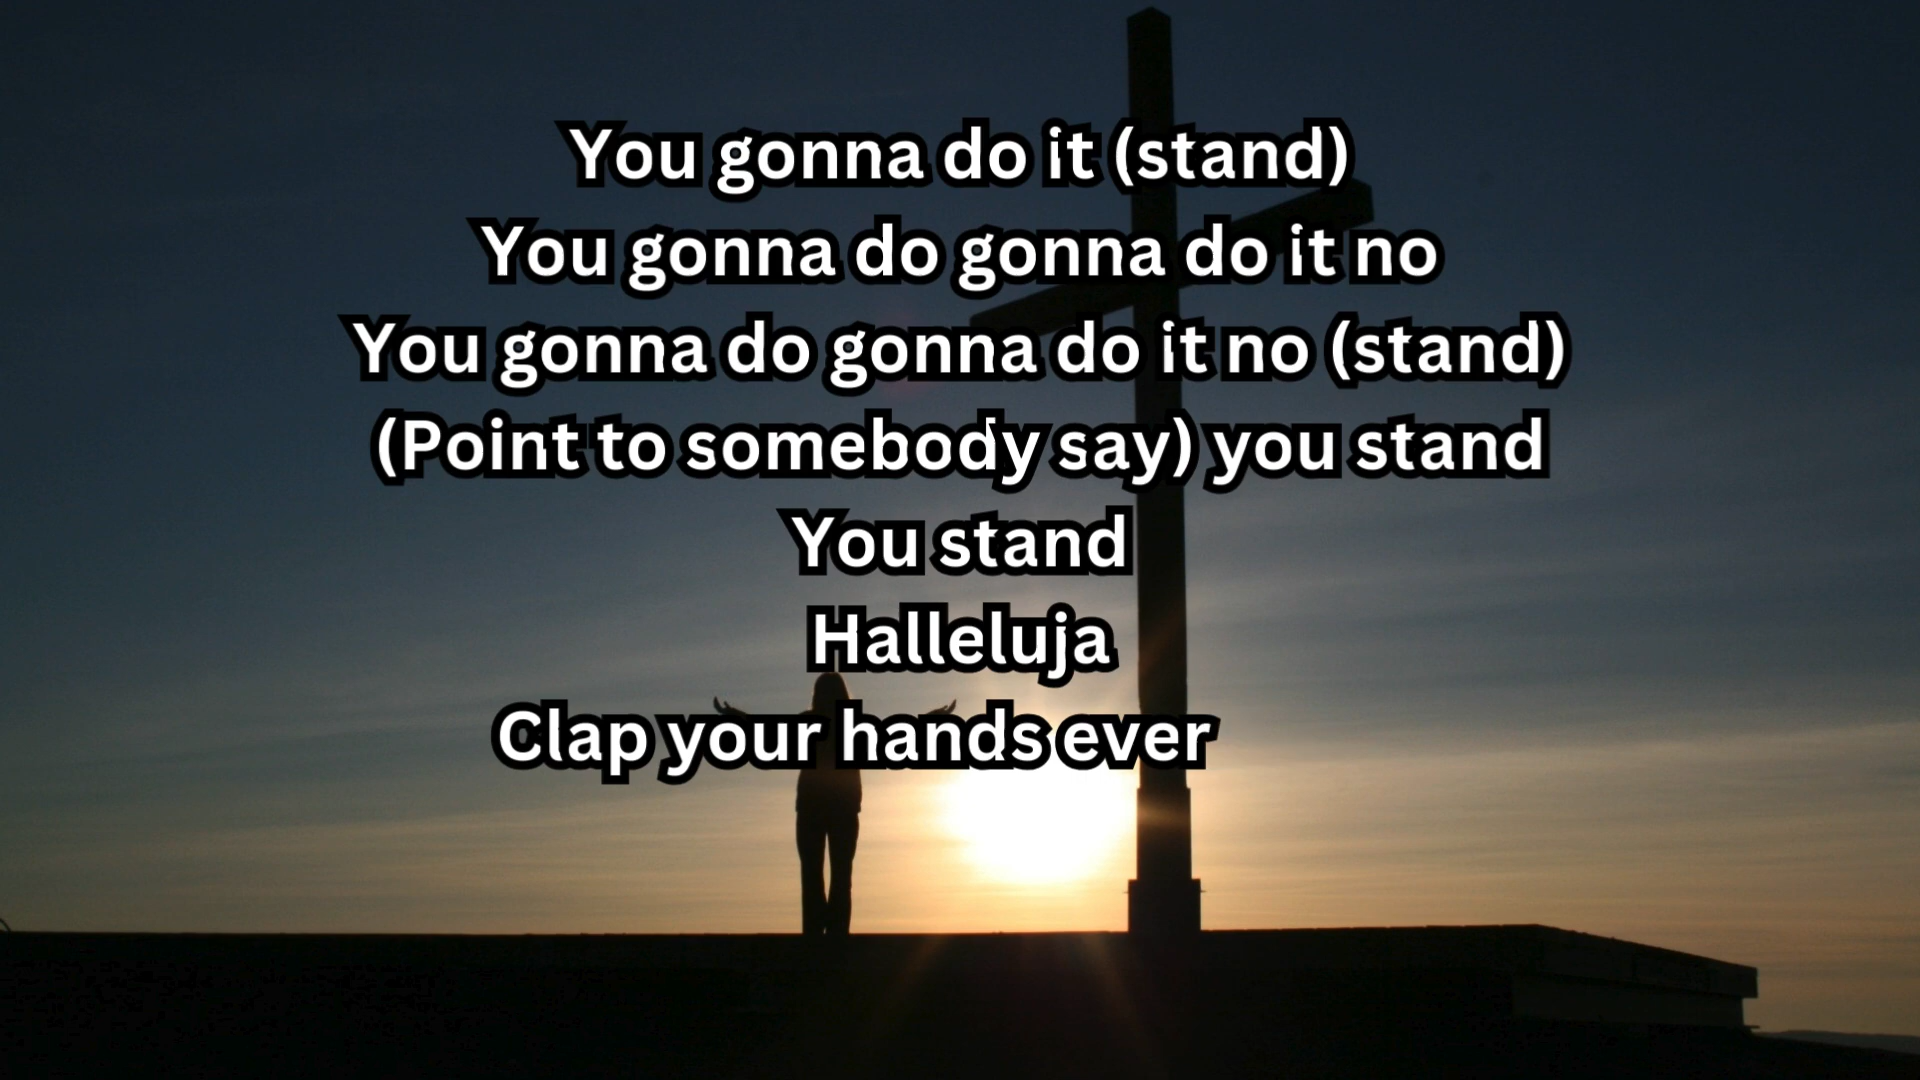 You gonna do it (stand)
You gonna do gonna do it no
You gonna do gonna do it no (stand)
(Point to somebody say) you stand
You stand
Halleluja
Clap your hands ever